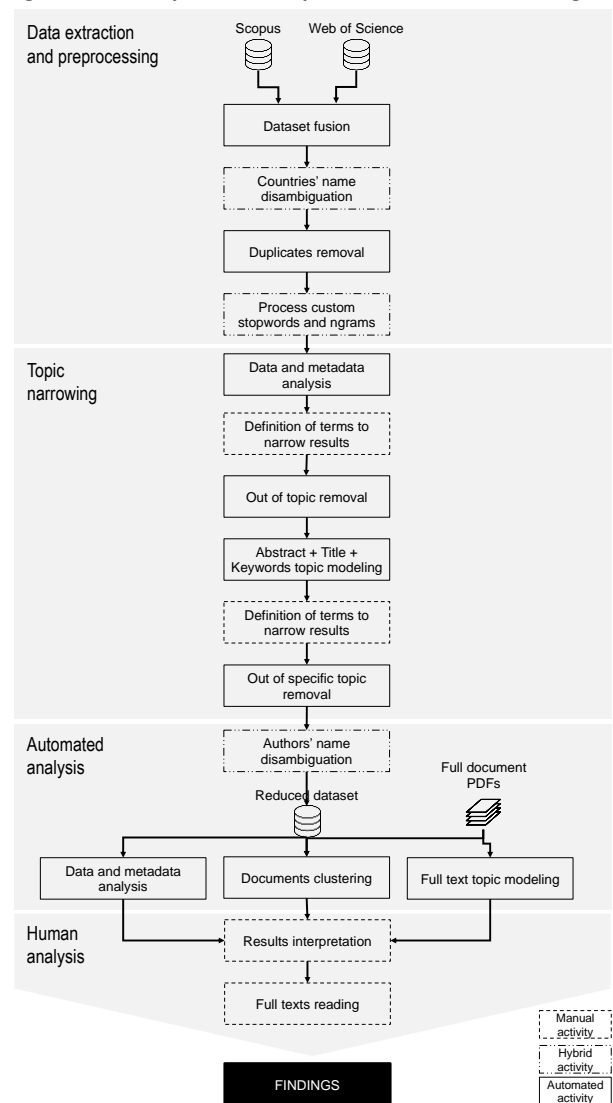 Data extraction
and preprocessing
Scopus
Web of Science
Dataset fusion
Countries' name
disambiguation
Duplicates removal
Process custom
stopwords and ngrams
Topic
narrowing
Data and metadata
analysis
Definition of terms to
narrow results
Out of topic removal
Abstract + Title +
Keywords topic modeling
Definition of terms to
narrow results
Out of specific topic
removal
Automated
analysis
Authors' name
disambiguation
Full document
PDFs
Reduced dataset
Data and metadata
analysis
Documents clustering
Full text topic modeling
Human
analysis
Results interpretation
Full texts reading
FINDINGS
Manual
activity
Hybrid
activity
Automated
activity